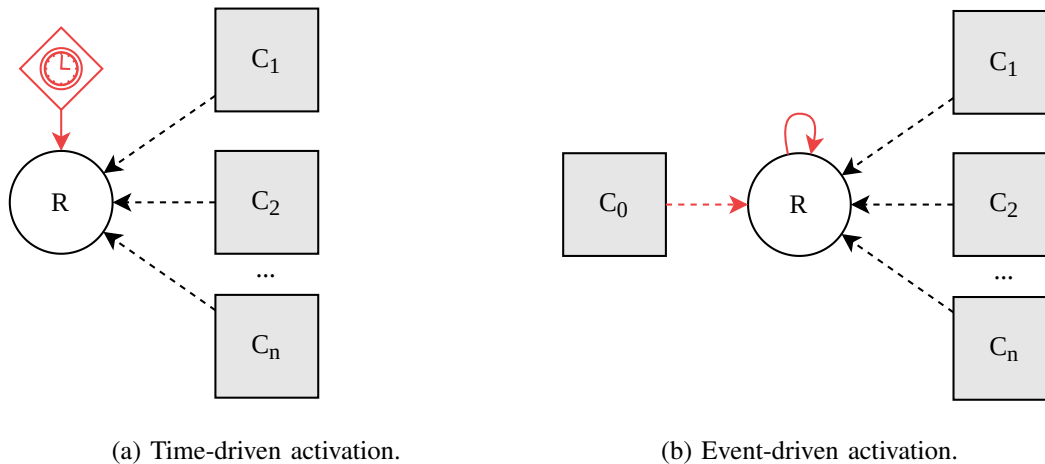 C1
R
C2
...
Cn
(a) Time-driven activation.
C1
C0
R
C2
...
Cn
(b) Event-driven activation.